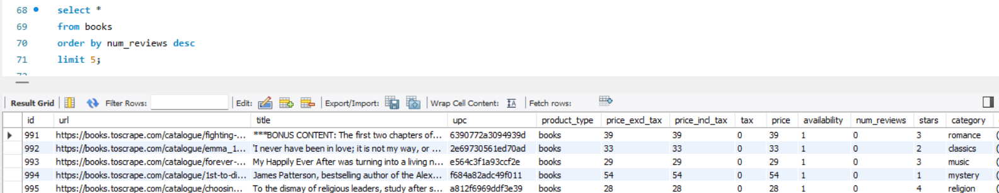 68 select *
69 from books
70 order by num_reviews desc
71 limit 5;
72
Result Grid Filter Rows: Edit: Export/Import: Wrap Cell Content: IA Fetch rows:
id url title upc product_type price_excl_tax price_incl_tax tax price availability num_reviews stars category
991 https://books.toscrape.com/catalogue/fighting-... ***BONUS CONTENT: The first two chapters of... 6390772a3094939d books 39 39 0 39 1 0 3 romance (
992 https://books.toscrape.com/catalogue/emma_1... 'I never have been in love; it is not my way, or ... 2e69730561ed70ad books 33 33 0 33 1 0 2 classics (
993 https://books.toscrape.com/catalogue/forever-... My Happily Ever After was turning into a living n... e564c3f1a93ccf2e books 29 29 0 29 1 0 3 music (
994 https://books.toscrape.com/catalogue/1st-to-di... James Patterson, bestselling author of the Alex... f684a82adc49f011 books 54 54 0 54 1 0 1 mystery (
995 https://books.toscrape.com/catalogue/choosin... To the dismay of religious leaders, study after s... a812f6969ddf3e39 books 28 28 0 28 1 0 4 religion (